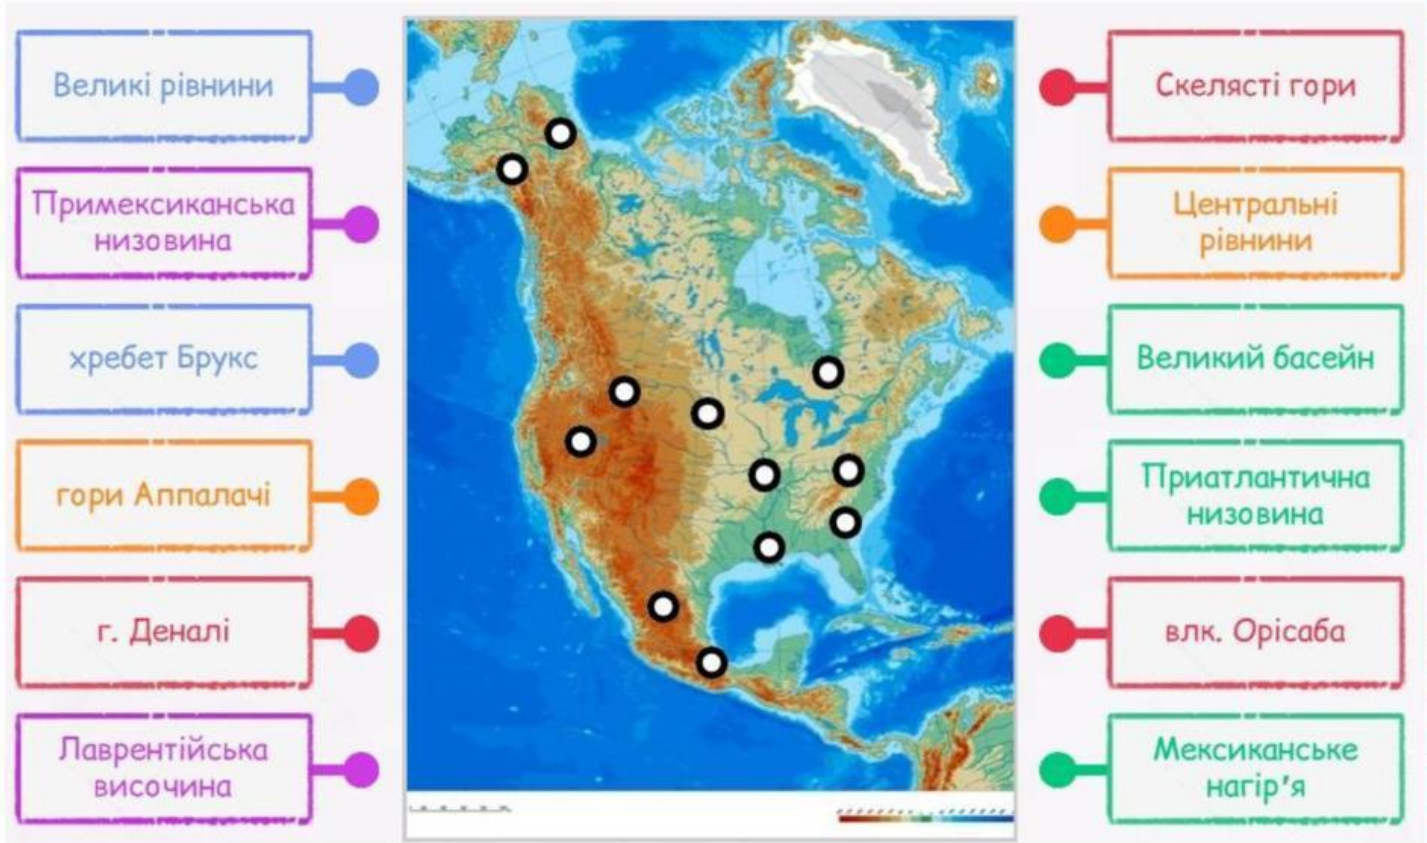 Великі рівнини
Примексиканська
низовина
хребет Брукс
гори Аппалачі
г. Деналі
Лаврентійська
височина
Скелясті гори
Центральні
рівнини
Великий басейн
Приатлантична
низовина
влк. Орісаба
Мексиканське
нагір'я